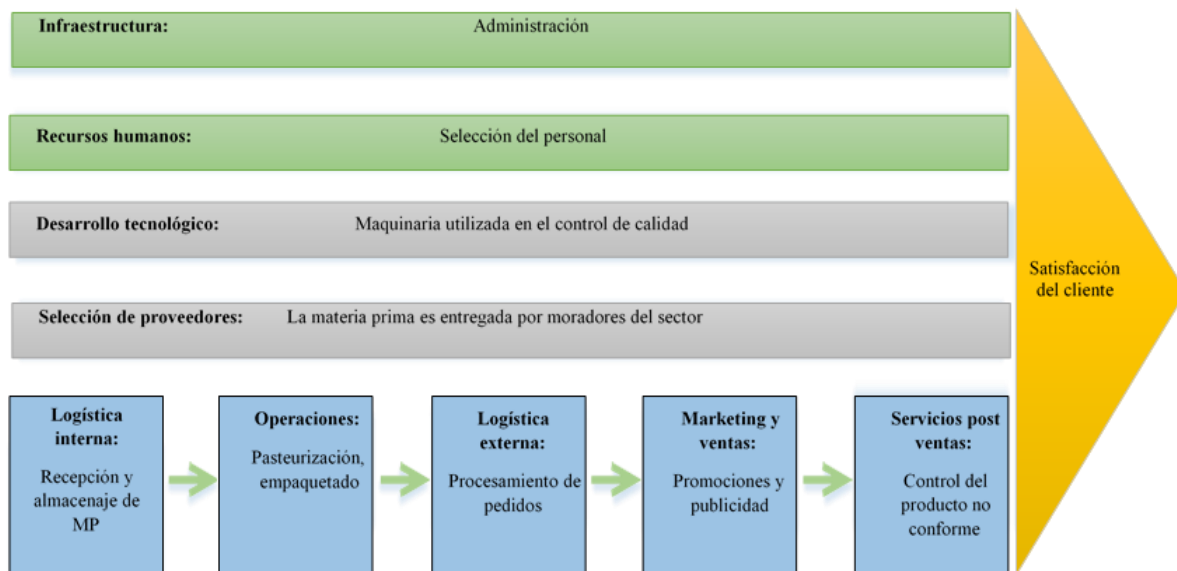 Infraestructura: Administración
Recursos humanos: Selección del personal
Desarrollo tecnológico: Maquinaria utilizada en el control de calidad
Selección de proveedores: La materia prima es entregada por moradores del sector
Satisfacción
del cliente
Logística
interna:
Recepción y
almacenaje de
MP
Operaciones:
Pasteurización,
empaquetado
Logística
externa:
Procesamiento de
pedidos
Marketing y
ventas:
Promociones y
publicidad
Servicios post
ventas:
Control del
producto no
conforme